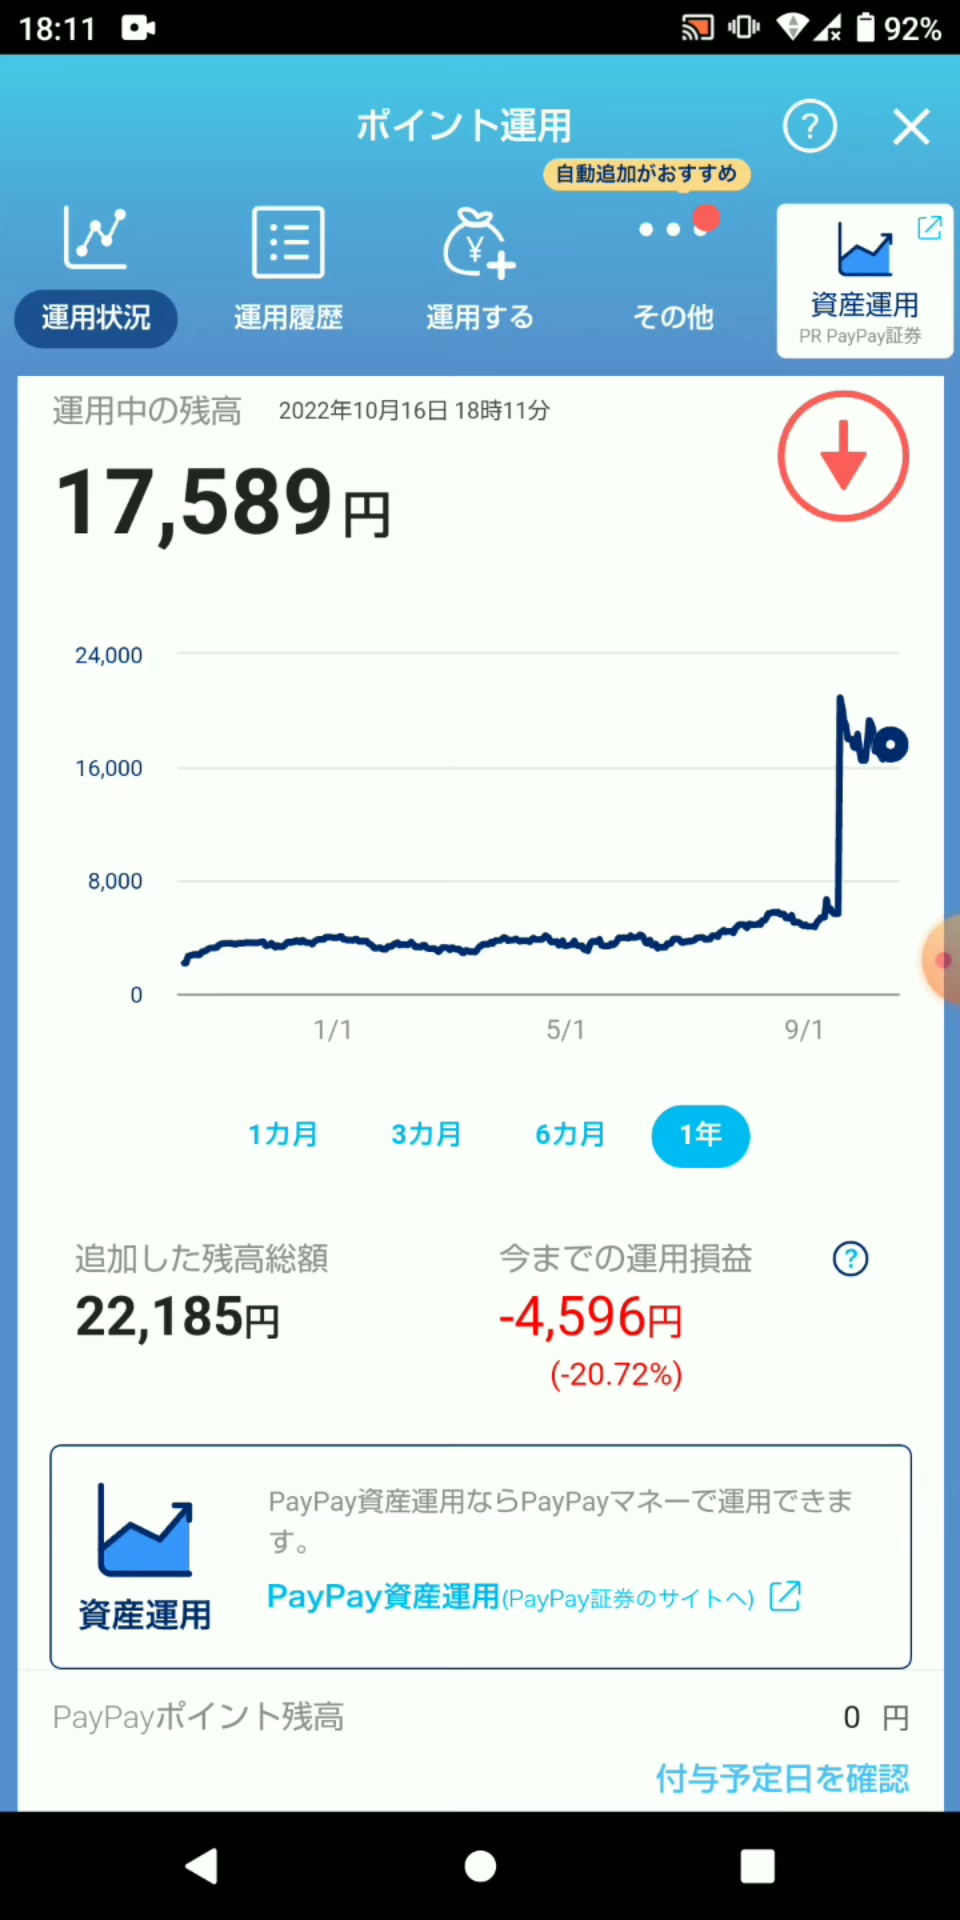 18:11
92%
ポイント運用
?
自動追加がおすすめ
運用状況
運用履歴
¥
運用する
その他
資産運用
PR PayPay証券
運用中の残高 2022年10月16日 18時11分
17,589円
24,000
16,000
8,000
0
1/1 5/1 9/1
1カ月 3カ月 6カ月 1年
追加した残高総額
22,185円
今までの運用損益 ?
-4,596円
(-20.72%)
資産運用
PayPay資産運用ならPayPayマネーで運用できま
す。
PayPay資産運用(PayPay証券のサイトへ)
PayPayポイント残高 0 円
付与予定日を確認